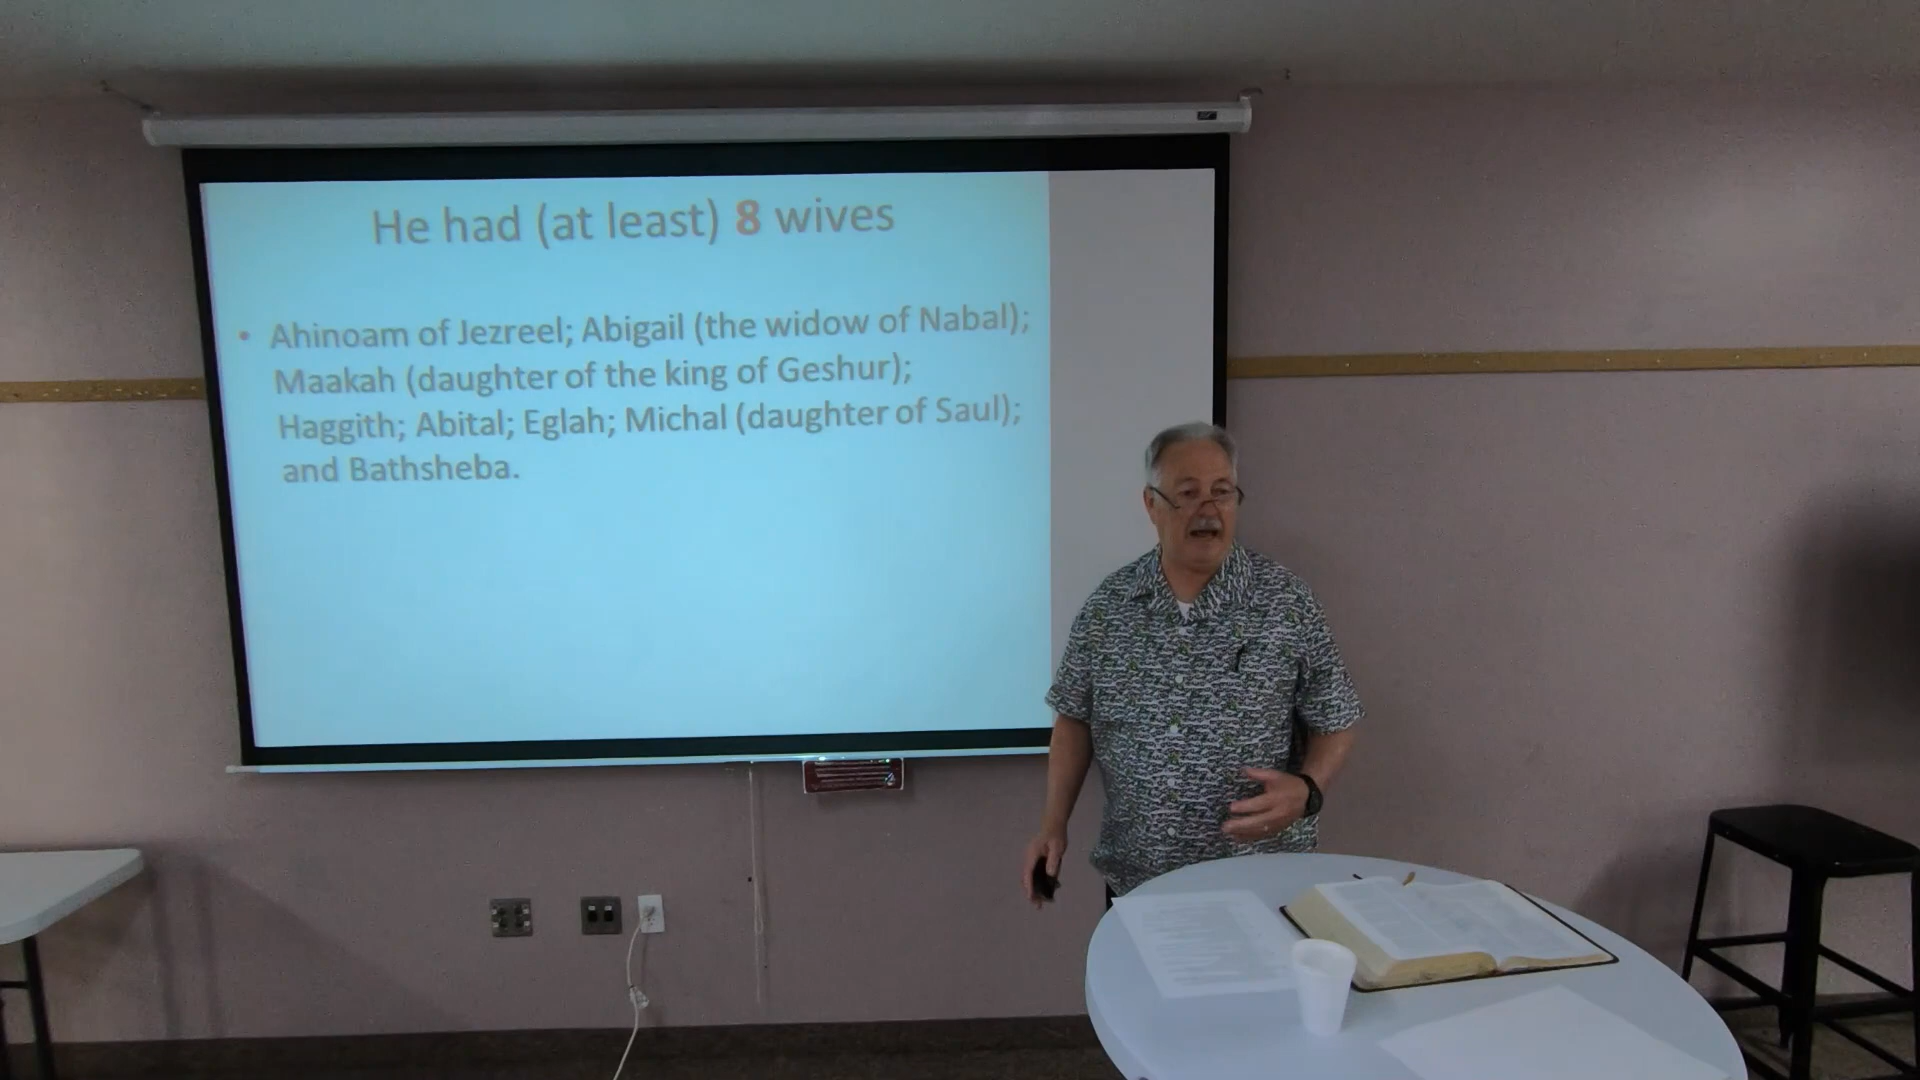 He had (at least) 8 wives
• Ahinoam of Jezreel; Abigail (the widow of Nabal);
Maakah (daughter of the king of Geshur);
Haggith; Abital; Eglah; Michal (daughter of Saul);
and Bathsheba.